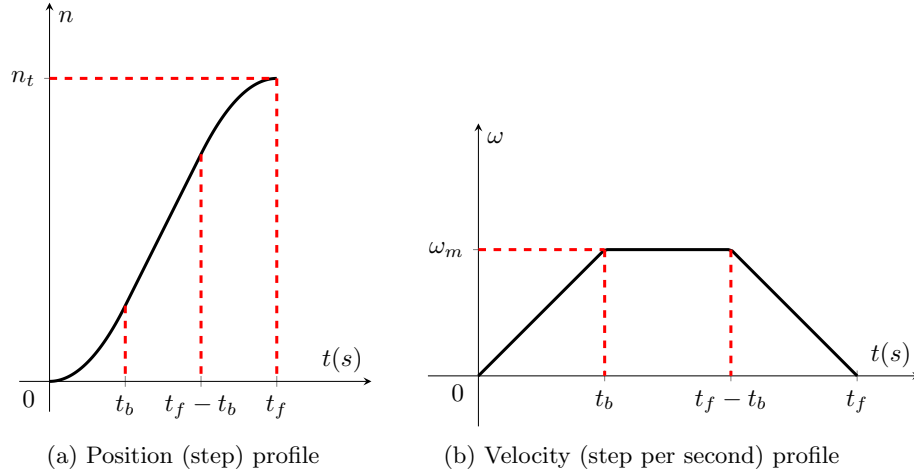 n
n_t
t(s)
0
t_b
t_f − t_b
t_f
(a) Position (step) profile
ω
ω_m
t(s)
0
t_b
t_f − t_b
t_f
(b) Velocity (step per second) profile